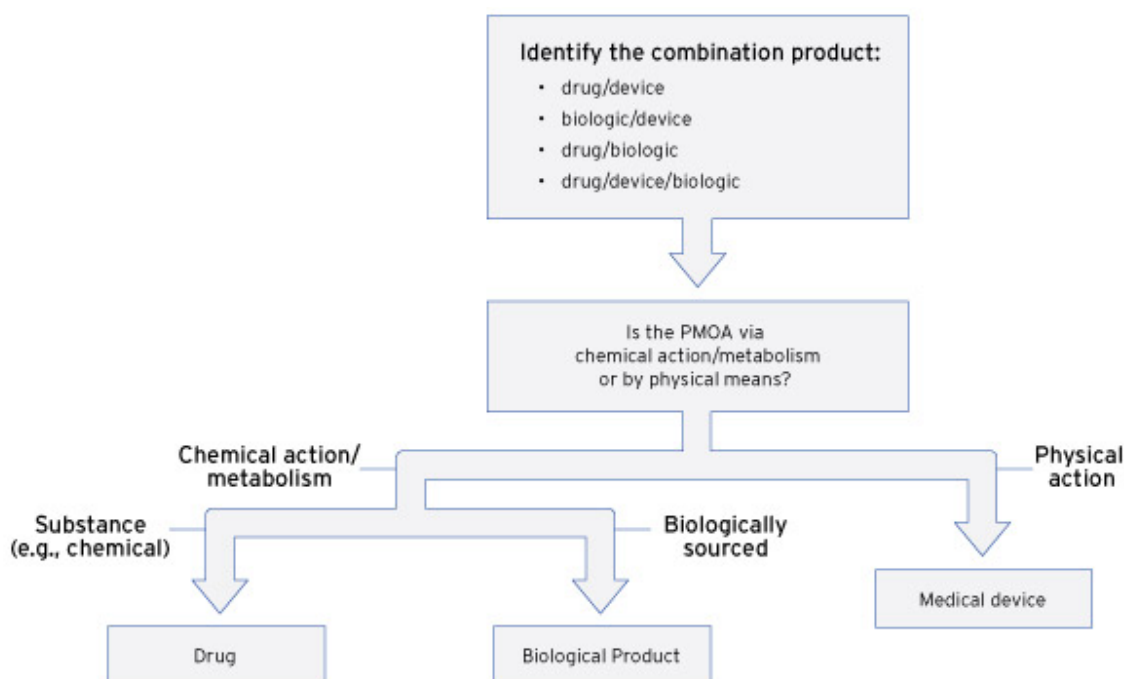 Identify the combination product:
• drug/device
• biologic/device
• drug/biologic
• drug/device/biologic
Is the PMOA via
chemical action/metabolism
or by physical means?
Chemical action/
metabolism
Physical
action
Substance
(e.g., chemical)
Biologically
sourced
Medical device
Drug
Biological Product